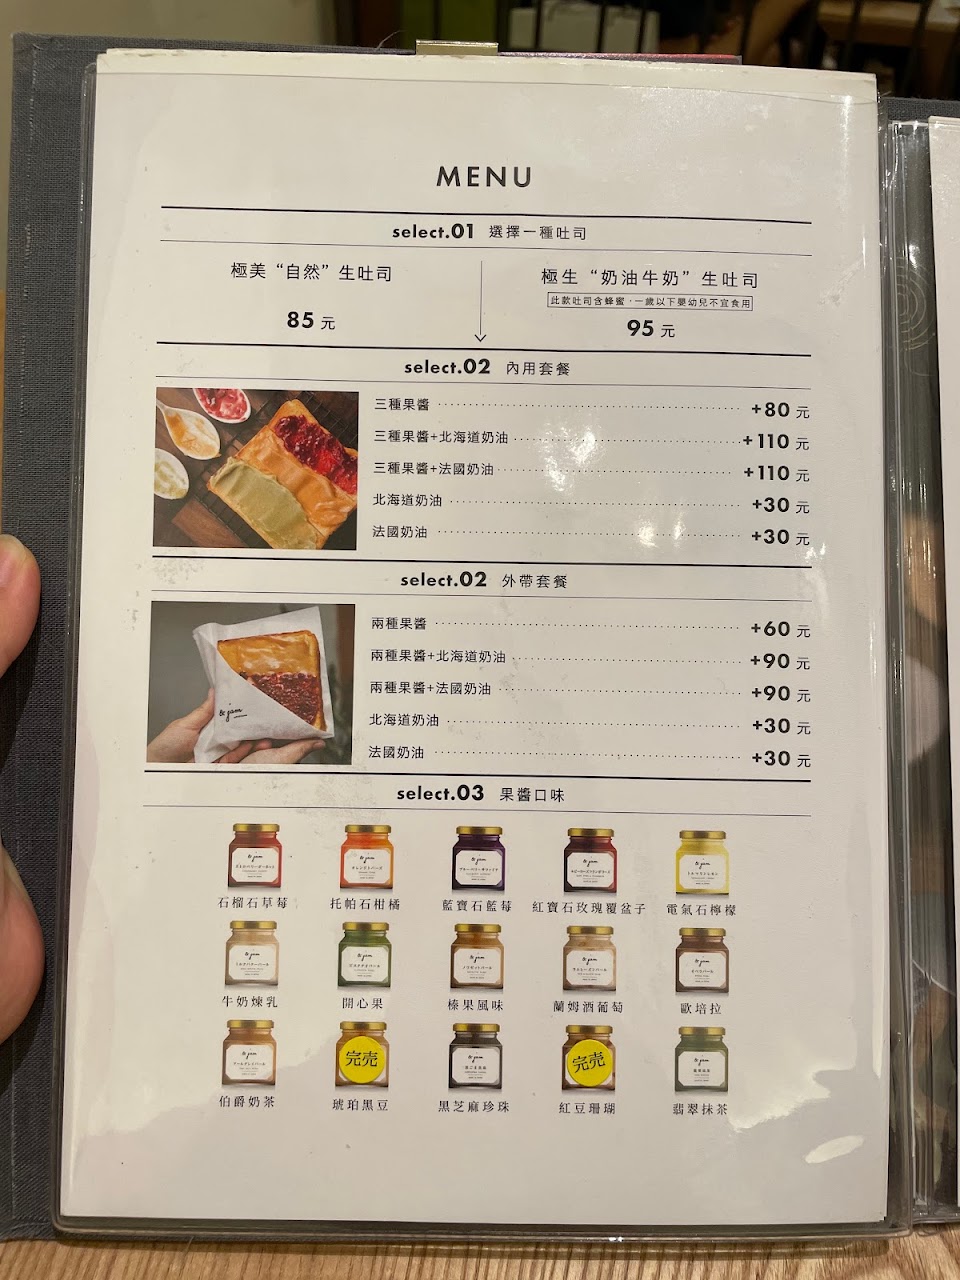 MENU
select.01 選擇一種吐司
極美“自然”生吐司
85 元
極生“奶油牛奶”生吐司
此款吐司含蜂蜜，一歲以下嬰幼兒不宜食用
95 元
select.02 內用套餐
三種果醬 +80 元
三種果醬+北海道奶油 +110 元
三種果醬+法國奶油 +110 元
北海道奶油 +30 元
法國奶油 +30 元
select.02 外帶套餐
& jam
兩種果醬 +60 元
兩種果醬+北海道奶油 +90 元
兩種果醬+法國奶油 +90 元
北海道奶油 +30 元
法國奶油 +30 元
select.03 果醬口味
石榴石草莓 托帕石柑橘 藍寶石藍莓 紅寶石玫瑰覆盆子 電氣石檸檬
牛奶煉乳 開心果 榛果風味 蘭姆酒葡萄 歐培拉
完売 完売
伯爵奶茶 琥珀黑豆 黑芝麻珍珠 紅豆珊瑚 翡翠抹茶